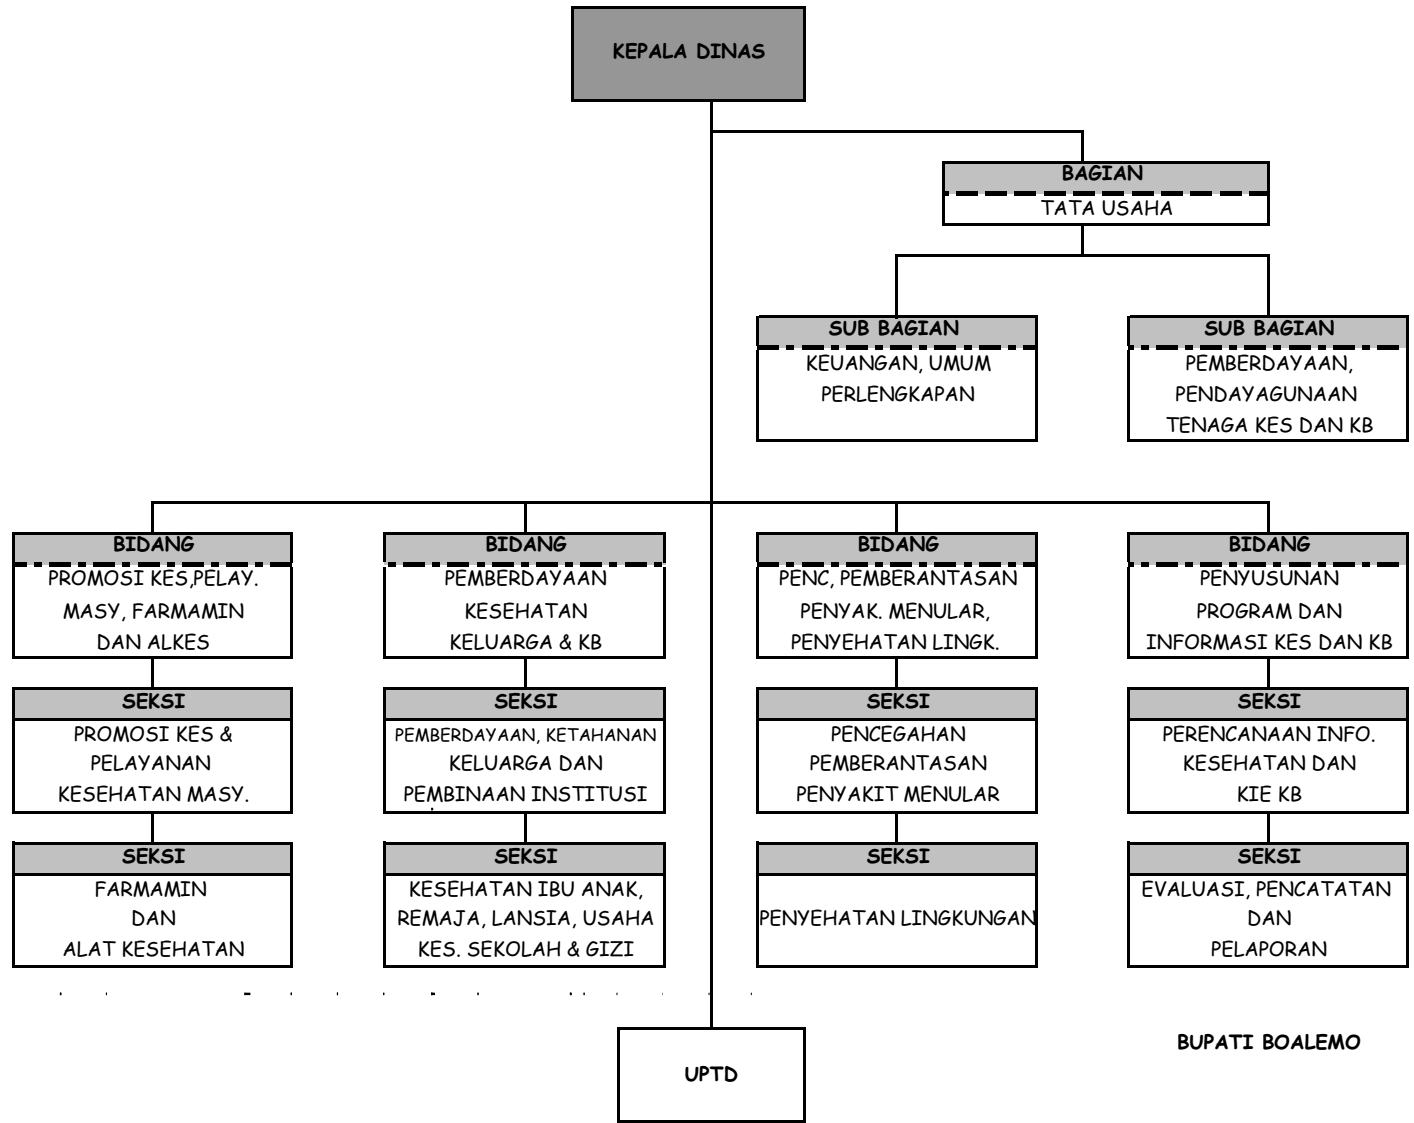 KEPALA DINAS
BAGIAN
TATA USAHA
SUB BAGIAN
KEUANGAN, UMUM
PERLENGKAPAN
SUB BAGIAN
PEMBERDAYAAN,
PENDAYAGUNAAN
TENAGA KES DAN KB
BIDANG
PROMOSI KES,PELAY.
MASY, FARMAMIN
DAN ALKES
BIDANG
PEMBERDAYAAN
KESEHATAN
KELUARGA & KB
BIDANG
PENC, PEMBERANTASAN
PENYAK. MENULAR,
PENYEHATAN LINGK.
BIDANG
PENYUSUNAN
PROGRAM DAN
INFORMASI KES DAN KB
SEKSI
PROMOSI KES &
PELAYANAN
KESEHATAN MASY.
SEKSI
PEMBERDAYAAN, KETAHANAN
KELUARGA DAN
PEMBINAAN INSTITUSI
SEKSI
PENCEGAHAN
PEMBERANTASAN
PENYAKIT MENULAR
SEKSI
PERENCANAAN INFO.
KESEHATAN DAN
KIE KB
SEKSI
FARMAMIN
DAN
ALAT KESEHATAN
SEKSI
KESEHATAN IBU ANAK,
REMAJA, LANSIA, USAHA
KES. SEKOLAH & GIZI
SEKSI
PENYEHATAN LINGKUNGAN
SEKSI
EVALUASI, PENCATATAN
DAN
PELAPORAN
UPTD
BUPATI BOALEMO